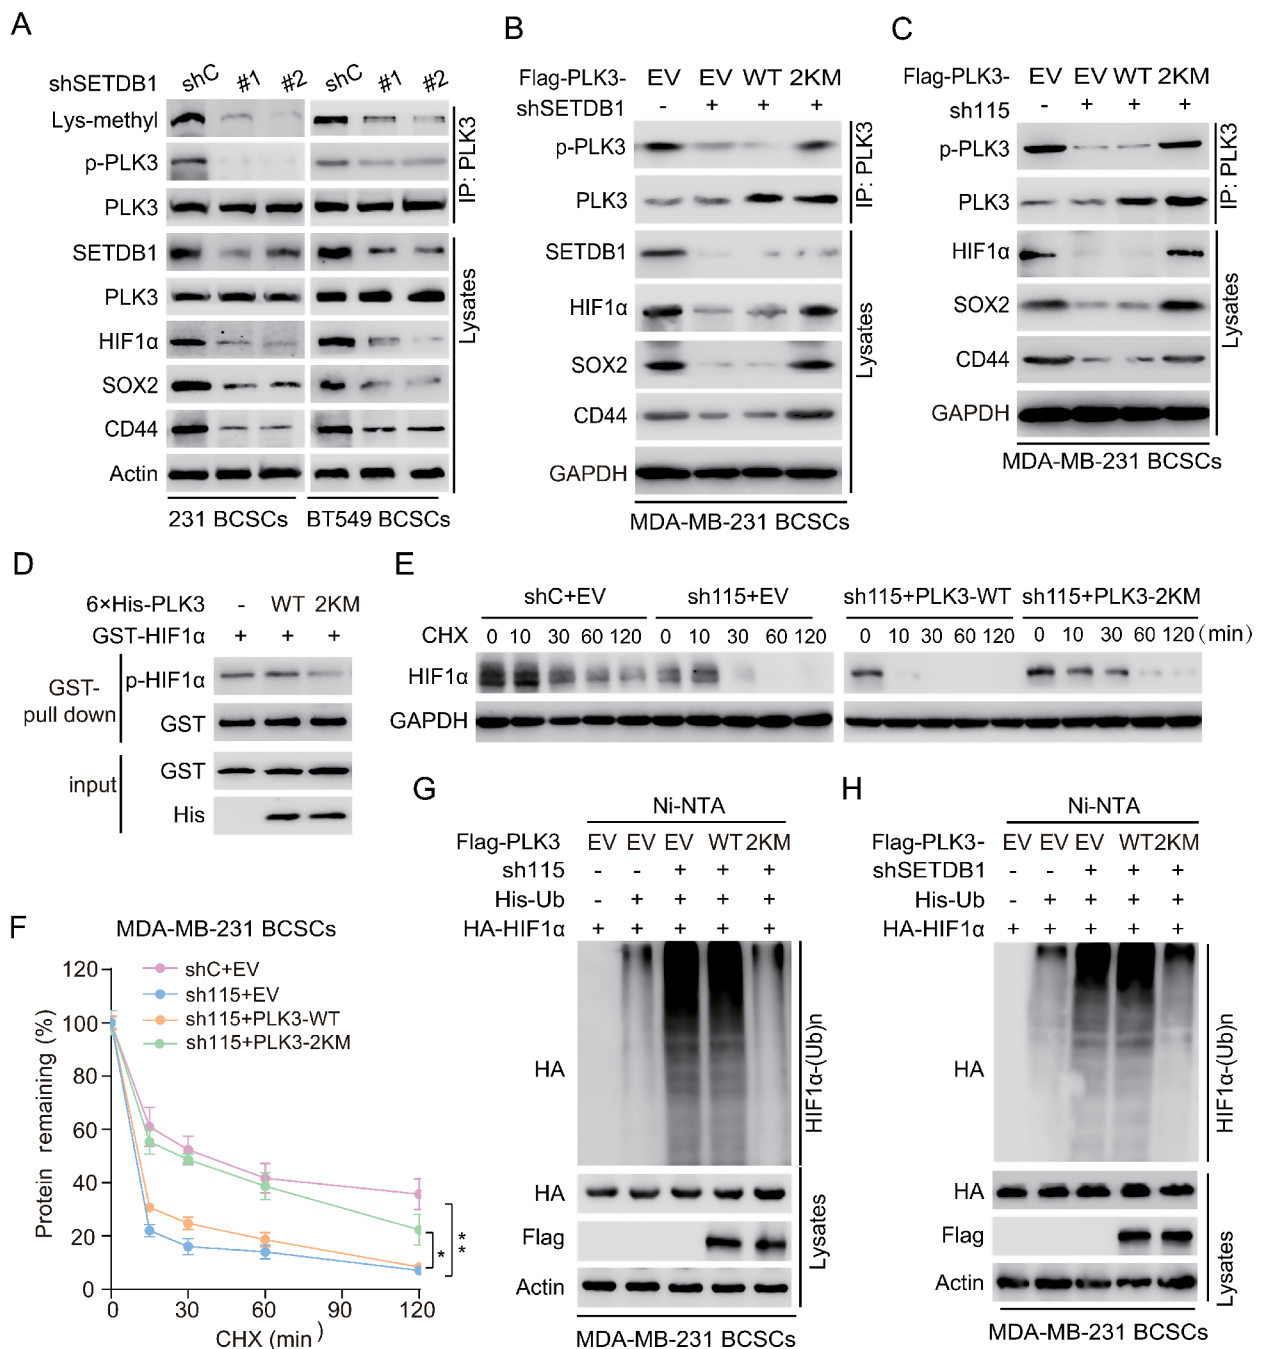 A
shSETDB1 shC #1 #2 shC #1 #2
Lys-methyl
p-PLK3
PLK3
IP: PLK3
SETDB1
PLK3
HIF1α
SOX2
CD44
Actin
Lysates
231 BCSCs BT549 BCSCs
B
Flag-PLK3- EV EV WT 2KM
shSETDB1 - + + +
p-PLK3
PLK3
IP: PLK3
SETDB1
HIF1α
SOX2
CD44
GAPDH
Lysates
MDA-MB-231 BCSCs
C
Flag-PLK3- EV EV WT 2KM
sh115 - + + +
p-PLK3
PLK3
IP: PLK3
HIF1α
SOX2
CD44
GAPDH
Lysates
MDA-MB-231 BCSCs
D
6×His-PLK3 - WT 2KM
GST-HIF1α + + +
GST-
pull down
p-HIF1α
GST
input
GST
His
E
shC+EV sh115+EV sh115+PLK3-WT sh115+PLK3-2KM
CHX 0 10 30 60 120 0 10 30 60 120 0 10 30 60 120 0 10 30 60 120 (min)
HIF1α
GAPDH
F
MDA-MB-231 BCSCs
shC+EV
sh115+EV
sh115+PLK3-WT
sh115+PLK3-2KM
Protein remaining (%)
120
100
80
60
40
20
0
0 30 60 90 120
CHX (min)
*
**
G
Ni-NTA
Flag-PLK3 EV EV EV WT 2KM
sh115 - - + + +
His-Ub - + + + +
HA-HIF1α + + + + +
HA
HIF1α-(Ub)n
HA
Flag
Actin
Lysates
MDA-MB-231 BCSCs
H
Ni-NTA
Flag-PLK3- EV EV EV WT 2KM
shSETDB1 - - + + +
His-Ub - + + + +
HA-HIF1α + + + + +
HA
HIF1α-(Ub)n
HA
Flag
Actin
Lysates
MDA-MB-231 BCSCs